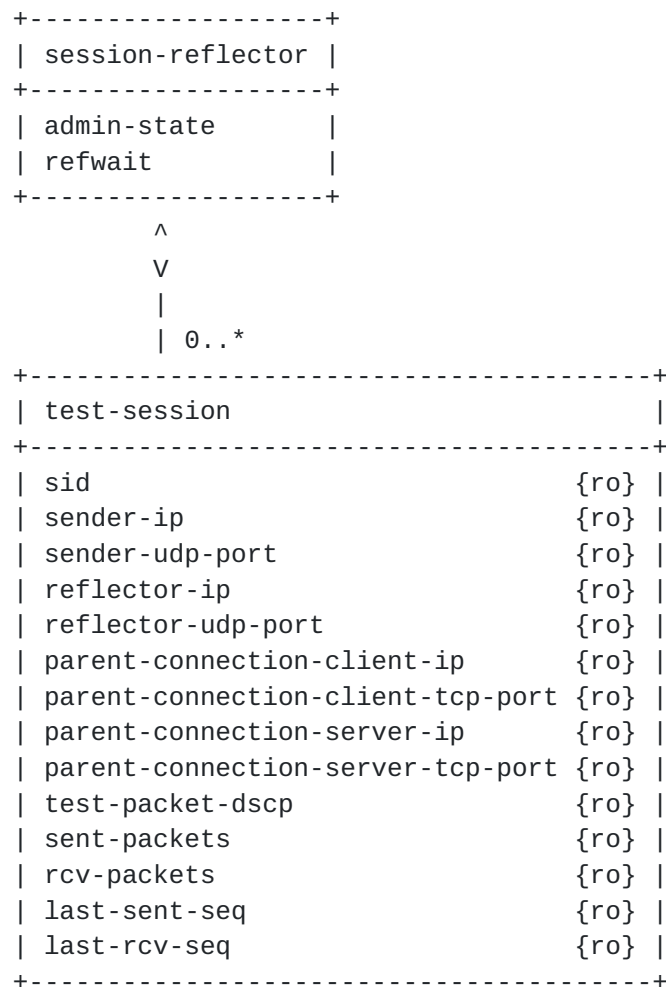 +-------------------+
| session-reflector |
+-------------------+
| admin-state       |
| refwait           |
+-------------------+
         ^
         V
         |
         | 0..*
+----------------------------------------+
| test-session                           |
+----------------------------------------+
| sid                               {ro} |
| sender-ip                         {ro} |
| sender-udp-port                   {ro} |
| reflector-ip                      {ro} |
| reflector-udp-port                {ro} |
| parent-connection-client-ip       {ro} |
| parent-connection-client-tcp-port {ro} |
| parent-connection-server-ip       {ro} |
| parent-connection-server-tcp-port {ro} |
| test-packet-dscp                  {ro} |
| sent-packets                      {ro} |
| rcv-packets                       {ro} |
| last-sent-seq                     {ro} |
| last-rcv-seq                      {ro} |
+----------------------------------------+